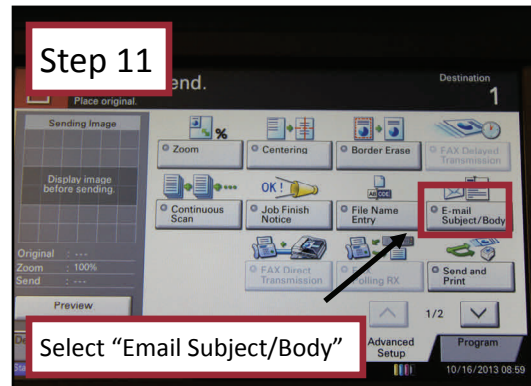 Step 11
end.
Destination
1
Place original.
Sending Image
Display image
before sending.
Zoom
%
Centering
Border Erase
FAX Delayed
Transmission
Continuous
Scan
OK!
Job Finish
Notice
ABCDE
File Name
Entry
E-mail
Subject/Body
FAX Direct
Transmission
Polling RX
Send and
Print
Original : ---
Zoom : 100%
Send : ---
Preview
1/2
Select “Email Subject/Body”
Advanced
Setup
Program
10/16/2013 08:59